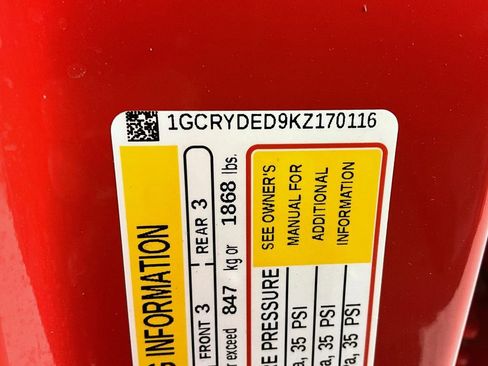 1GCRYDED9KZ170116
G INFORMATION
FRONT 3 REAR 3
exceed 847 kg or 1868 lbs.
RE PRESSURE
SEE OWNER'S
MANUAL FOR
ADDITIONAL
INFORMATION
a, 35 PSI
a, 35 PSI
a, 35 PSI